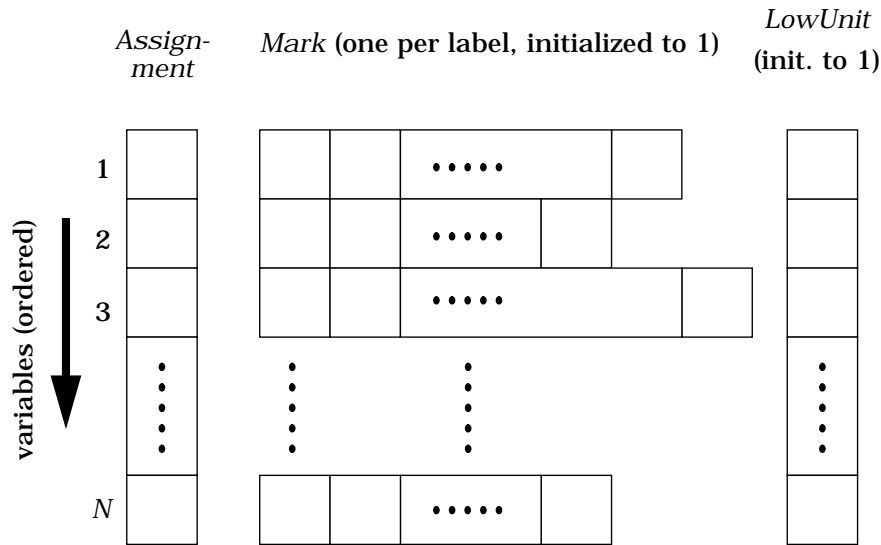 Assign-
ment
Mark (one per label, initialized to 1)
LowUnit
(init. to 1)
variables (ordered)
1
2
3
N